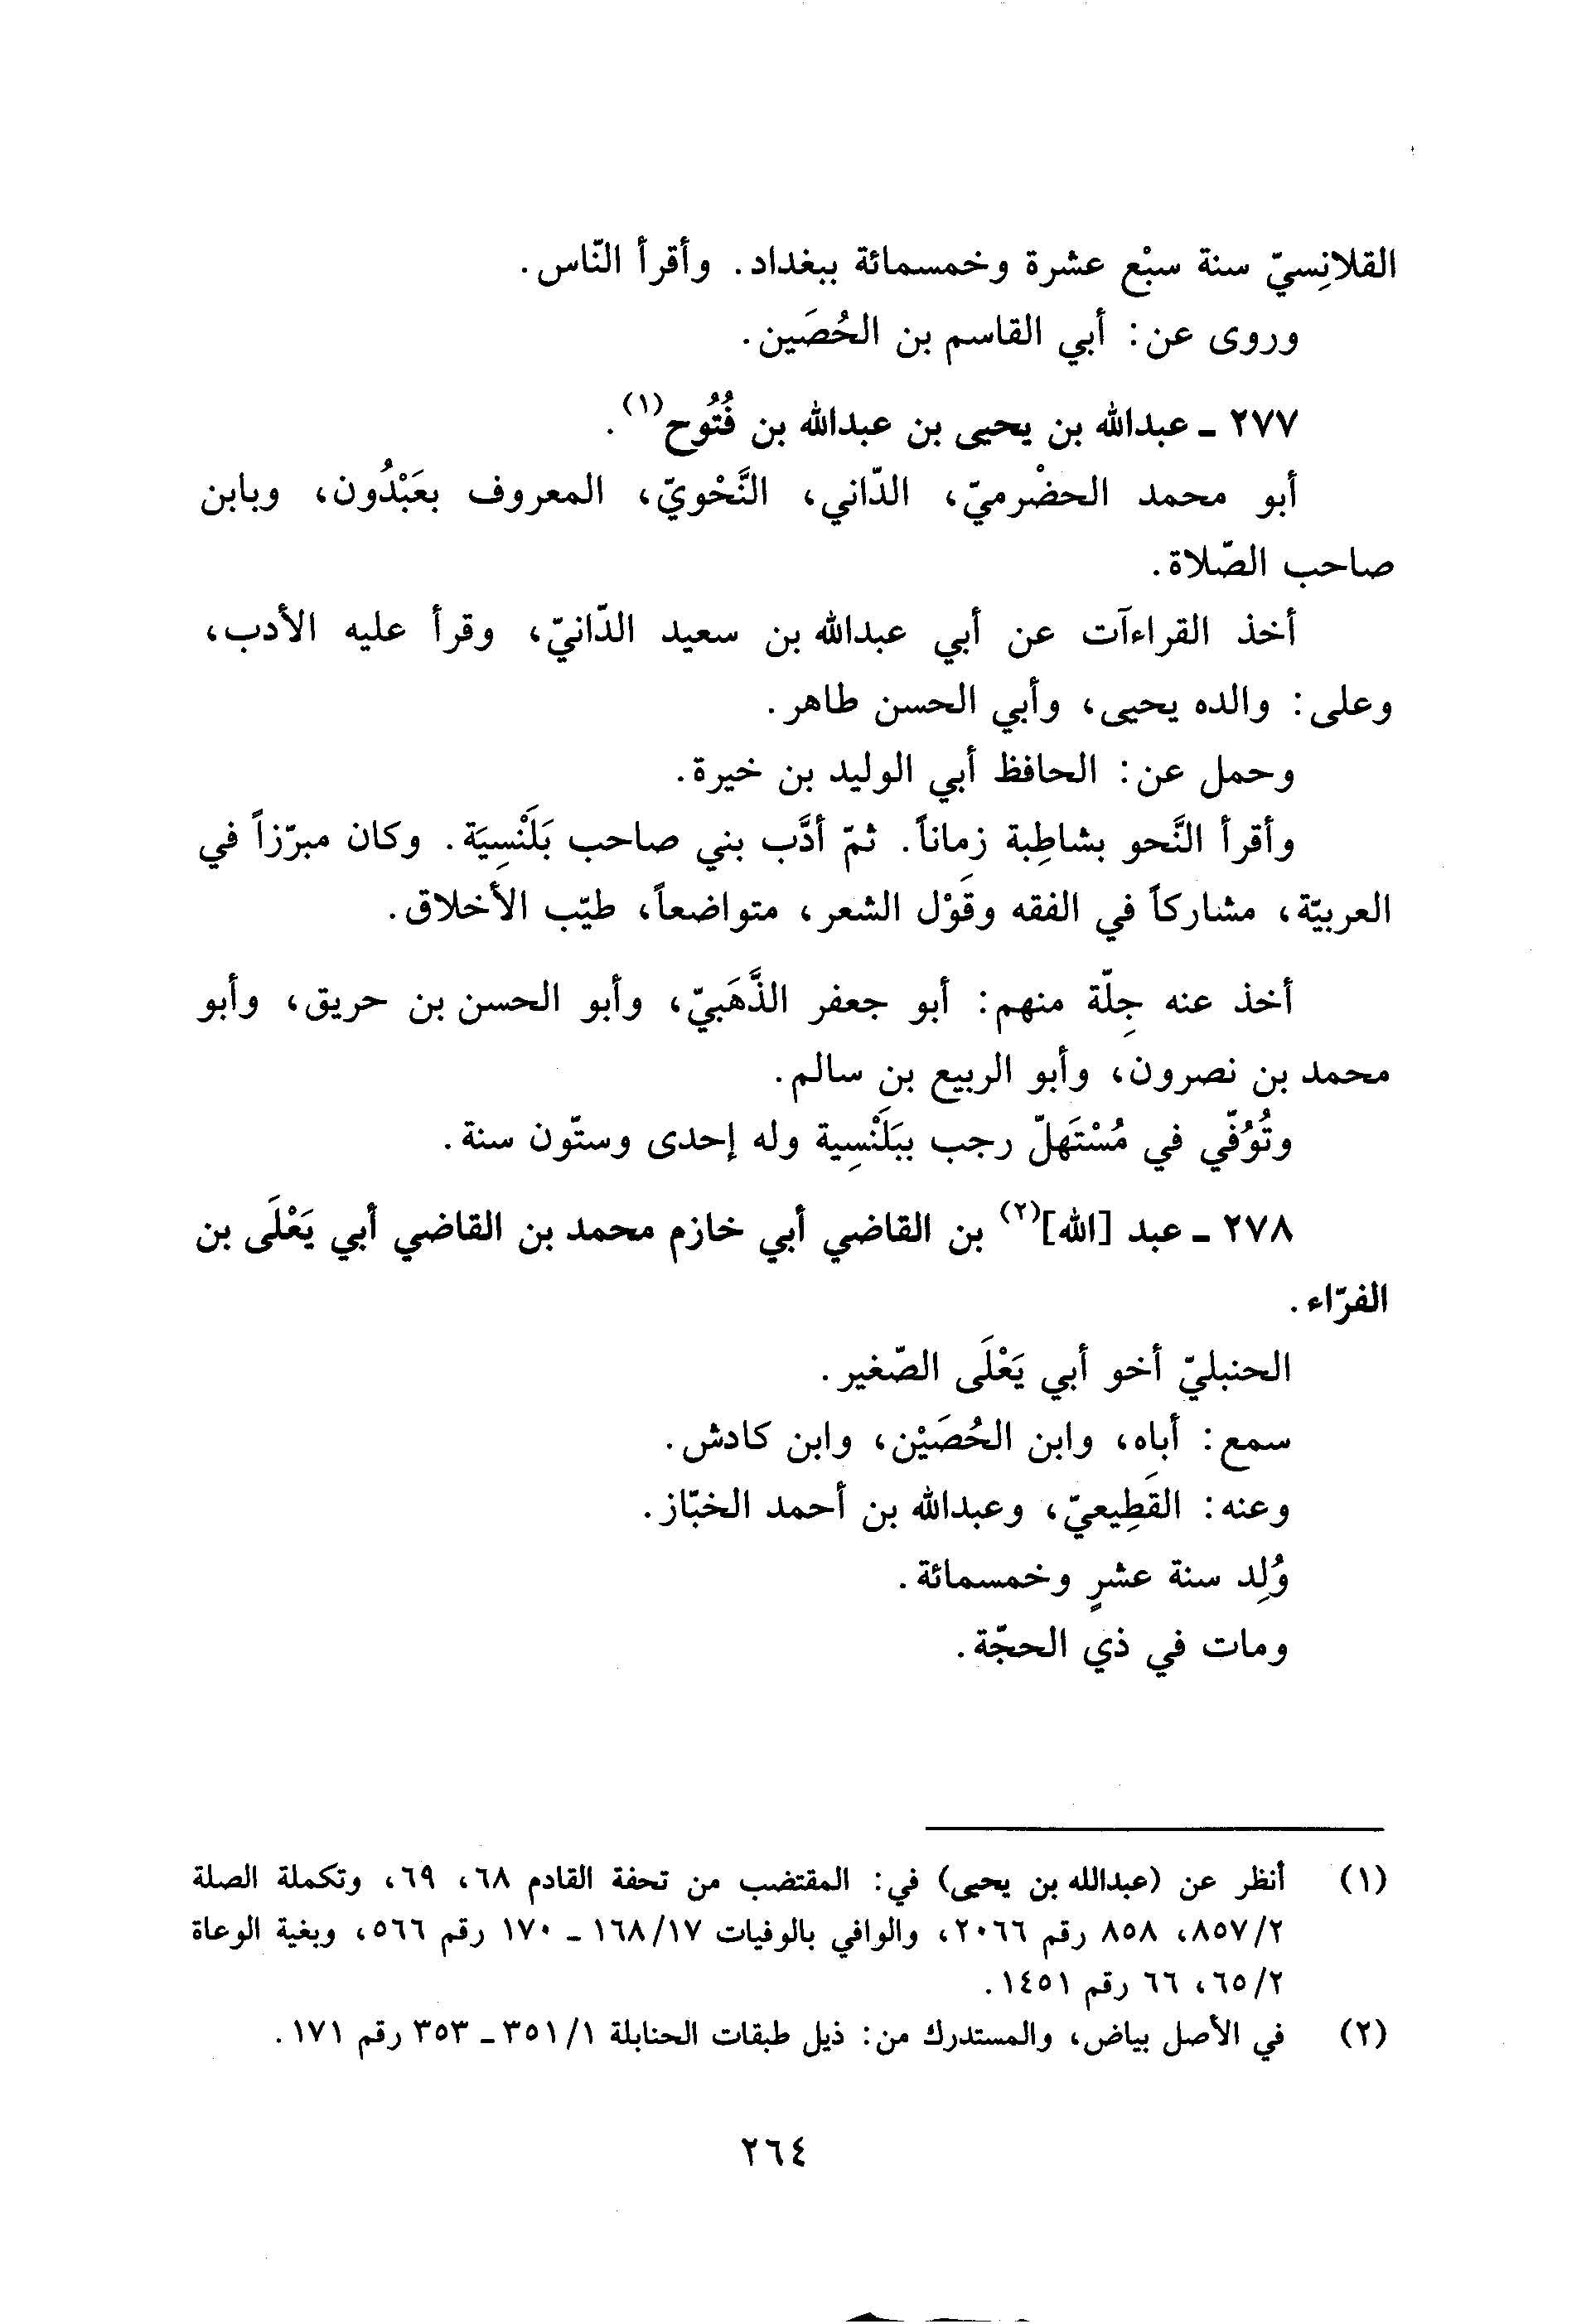 القلانِسيّ سنة سبْع عشرة وخمسمائة ببغداد. وأقرأ النّاس.
وروى عن: أبي القاسم بن الحُصَين.
٢٧٧ ـ عبدالله بن يحيى بن عبدالله بن فُتُوح(١).
أبو محمد الحضْرميّ، الدّاني، النَّحْويّ، المعروف بعَبْدُون، وبابن
صاحب الصّلاة.
أخذ القراءآت عن أبي عبدالله بن سعيد الدّانيّ، وقرأ عليه الأدب،
وعلى: والده يحيى، وأبي الحسن طاهر.
وحمل عن: الحافظ أبي الوليد بن خيرة.
وأقرأ النَّحو بشاطِبة زماناً. ثمّ أدَّب بني صاحب بَلَنْسِيَة. وكان مبرّزاً في
العربيّة، مشاركاً في الفقه وقَوْل الشعر، متواضعاً، طيّب الأخلاق.
أخذ عنه جِلّة منهم: أبو جعفر الذَّهَبيّ، وأبو الحسن بن حريق، وأبو
محمد بن نصرون، وأبو الربيع بن سالم.
وتُوُفّي في مُسْتَهلّ رجب ببَلَنْسِية وله إحدى وستّون سنة.
٢٧٨ ـ عبد [الله](٢) بن القاضي أبي خازم محمد بن القاضي أبي يَعْلَى بن
الفرّاء.
الحنبليّ أخو أبي يَعْلَى الصّغير.
سمع: أباه، وابن الحُصَيْن، وابن كادش.
وعنه: القَطِيعيّ، وعبدالله بن أحمد الخبّاز.
وُلِد سنة عشرٍ وخمسمائة.
ومات في ذي الحجّة.
(١) أنظر عن (عبدالله بن يحيى) في: المقتضب من تحفة القادم ٦٨، ٦٩، وتكملة الصلة
٨٥٧/٢، ٨٥٨ رقم ٢٠٦٦، والوافي بالوفيات ١٦٨/١٧ ـ ١٧٠ رقم ٥٦٦، وبغية الوعاة
٦٥/٢، ٦٦ رقم ١٤٥١.
(٢) في الأصل بياض، والمستدرك من: ذيل طبقات الحنابلة ٣٥١/١ ـ ٣٥٣ رقم ١٧١.
٢٦٤